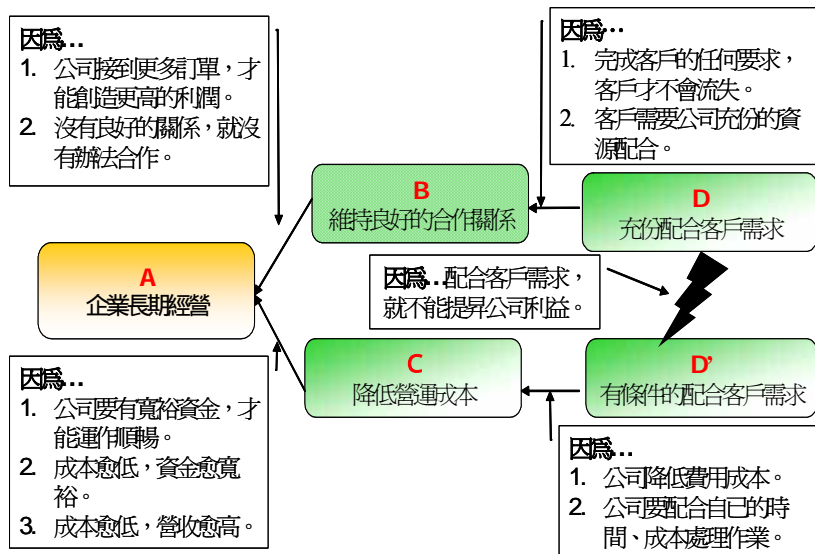 因為…
1. 公司接到更多訂單，才
能創造更高的利潤。
2. 沒有良好的關係，就沒
有辦法合作。
因為…
1. 完成客戶的任何要求，
客戶才不會流失。
2. 客戶需要公司充份的資
源配合。
B
維持良好的合作關係
D
充份配合客戶需求
A
企業長期經營
因為…配合客戶需求，
就不能提昇公司利益。
C
降低營運成本
D’
有條件的配合客戶需求
因為…
1. 公司要有寬裕資金，才
能運作順暢。
2. 成本愈低，資金愈寬
裕。
3. 成本愈低，營收愈高。
因為…
1. 公司降低費用成本。
2. 公司要配合自已的時
間、成本處理作業。